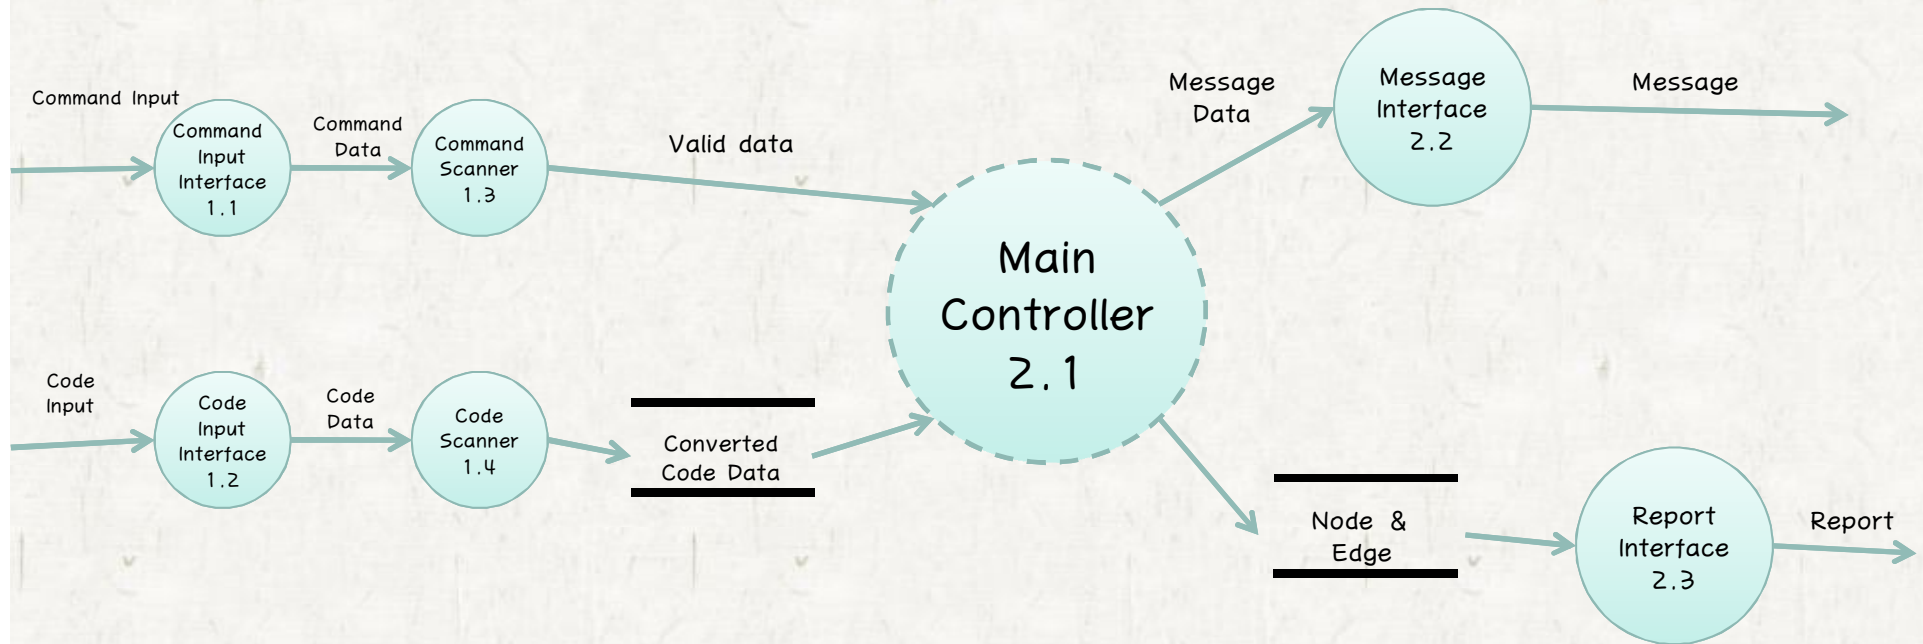 Command Input
Command
Input
Interface
1.1
Command
Data
Command
Scanner
1.3
Valid data
Main
Controller
2.1
Message
Data
Message
Interface
2.2
Message
Code
Input
Code
Input
Interface
1.2
Code
Data
Code
Scanner
1.4
Converted
Code Data
Node &
Edge
Report
Interface
2.3
Report